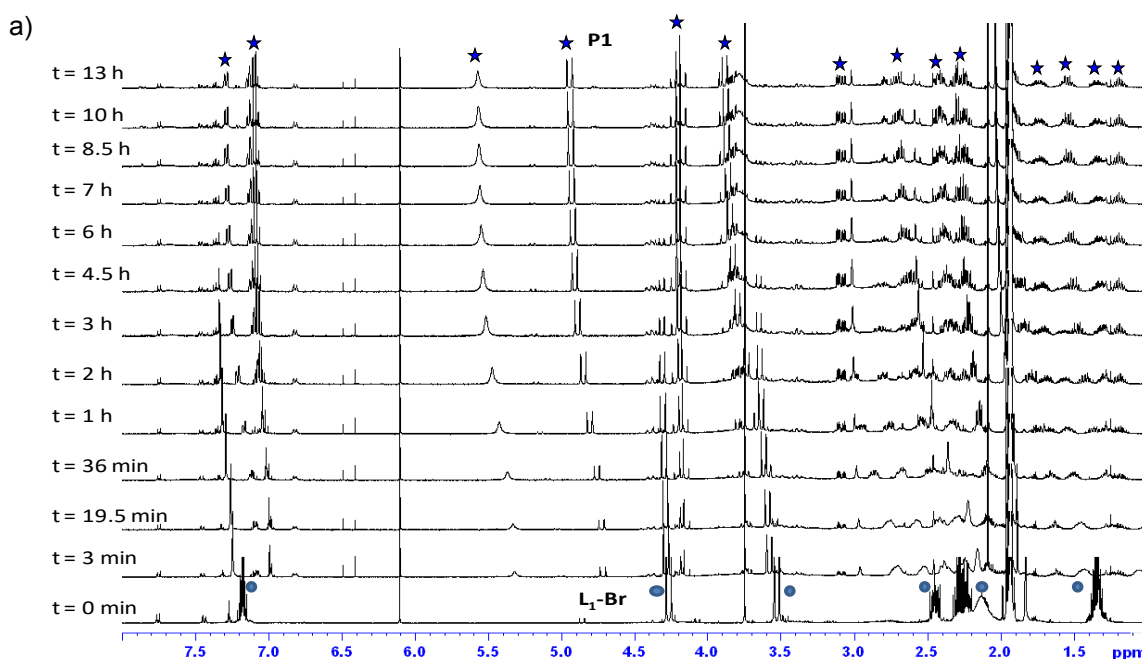 a)
P1
t = 13 h
t = 10 h
t = 8.5 h
t = 7 h
t = 6 h
t = 4.5 h
t = 3 h
t = 2 h
t = 1 h
t = 36 min
t = 19.5 min
t = 3 min
t = 0 min
L₁-Br
7.5 7.0 6.5 6.0 5.5 5.0 4.5 4.0 3.5 3.0 2.5 2.0 1.5 ppm